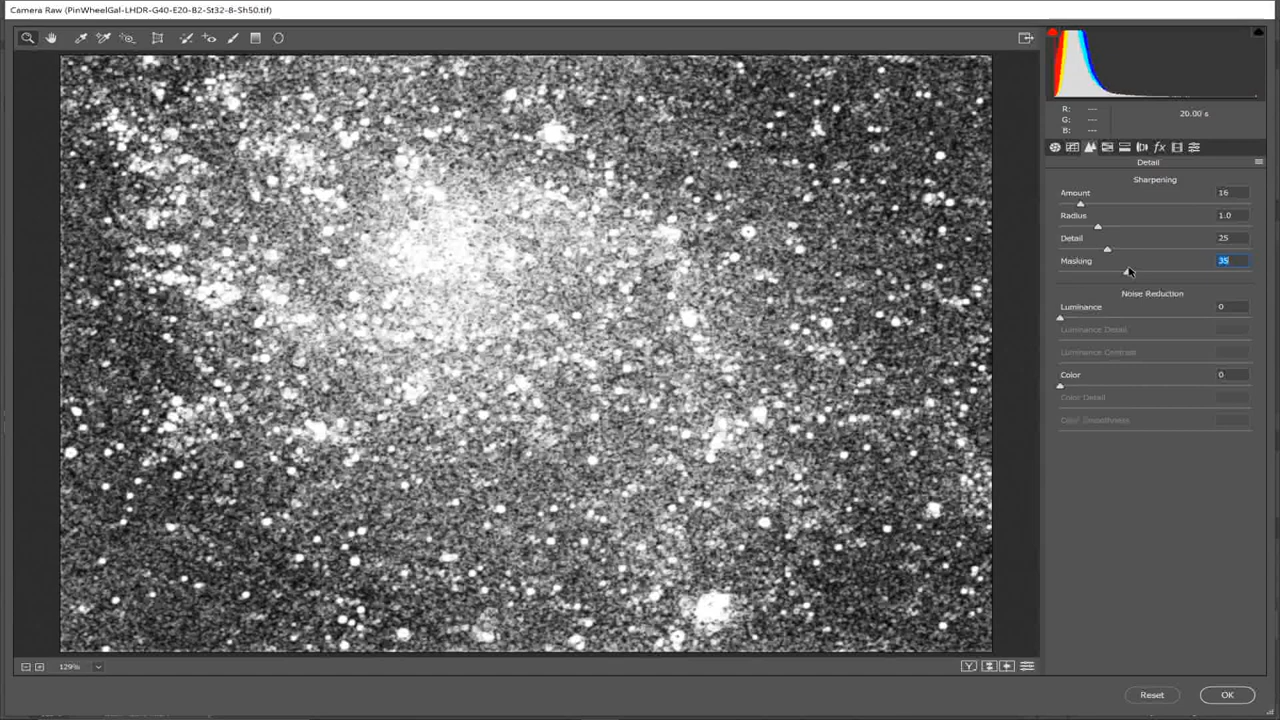 Camera Raw (PinWheelGal-LHDR-G40-E20-B2-St32-8-Sh50.tif)
R: ---
G: ---
B: ---
20.00 s
fx
Detail
Sharpening
Amount 16
Radius 1.0
Detail 25
Masking 35
Noise Reduction
Luminance 0
Luminance Detail
Luminance Contrast
Color 0
Color Detail
Color Smoothness
129%
Y
Reset OK